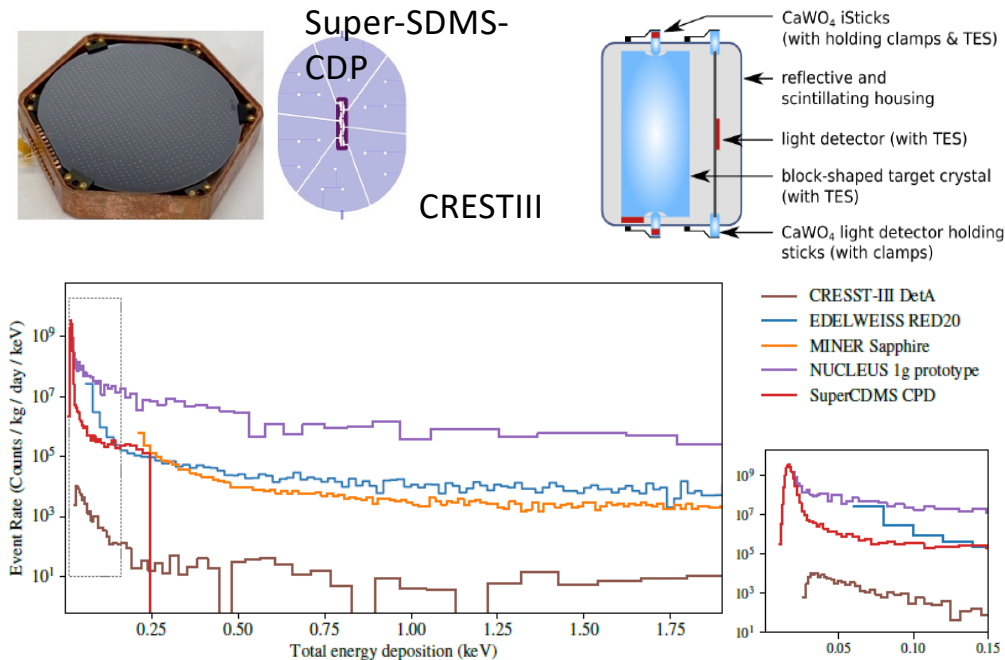 Super-SDMS-
CDP
CRESTIII
CaWO₄ iSticks
(with holding clamps & TES)
reflective and
scintillating housing
light detector (with TES)
block-shaped target crystal
(with TES)
CaWO₄ light detector holding
sticks (with clamps)
Event Rate (Counts / kg / day / keV)
10⁹
10⁷
10⁵
10³
10¹
0.25
0.50
0.75
1.00
1.25
1.50
1.75
Total energy deposition (keV)
CRESST-III DetA
EDELWEISS RED20
MINER Sapphire
NUCLEUS 1g prototype
SuperCDMS CPD
10⁹
10⁷
10⁵
10³
10¹
0.05
0.10
0.15